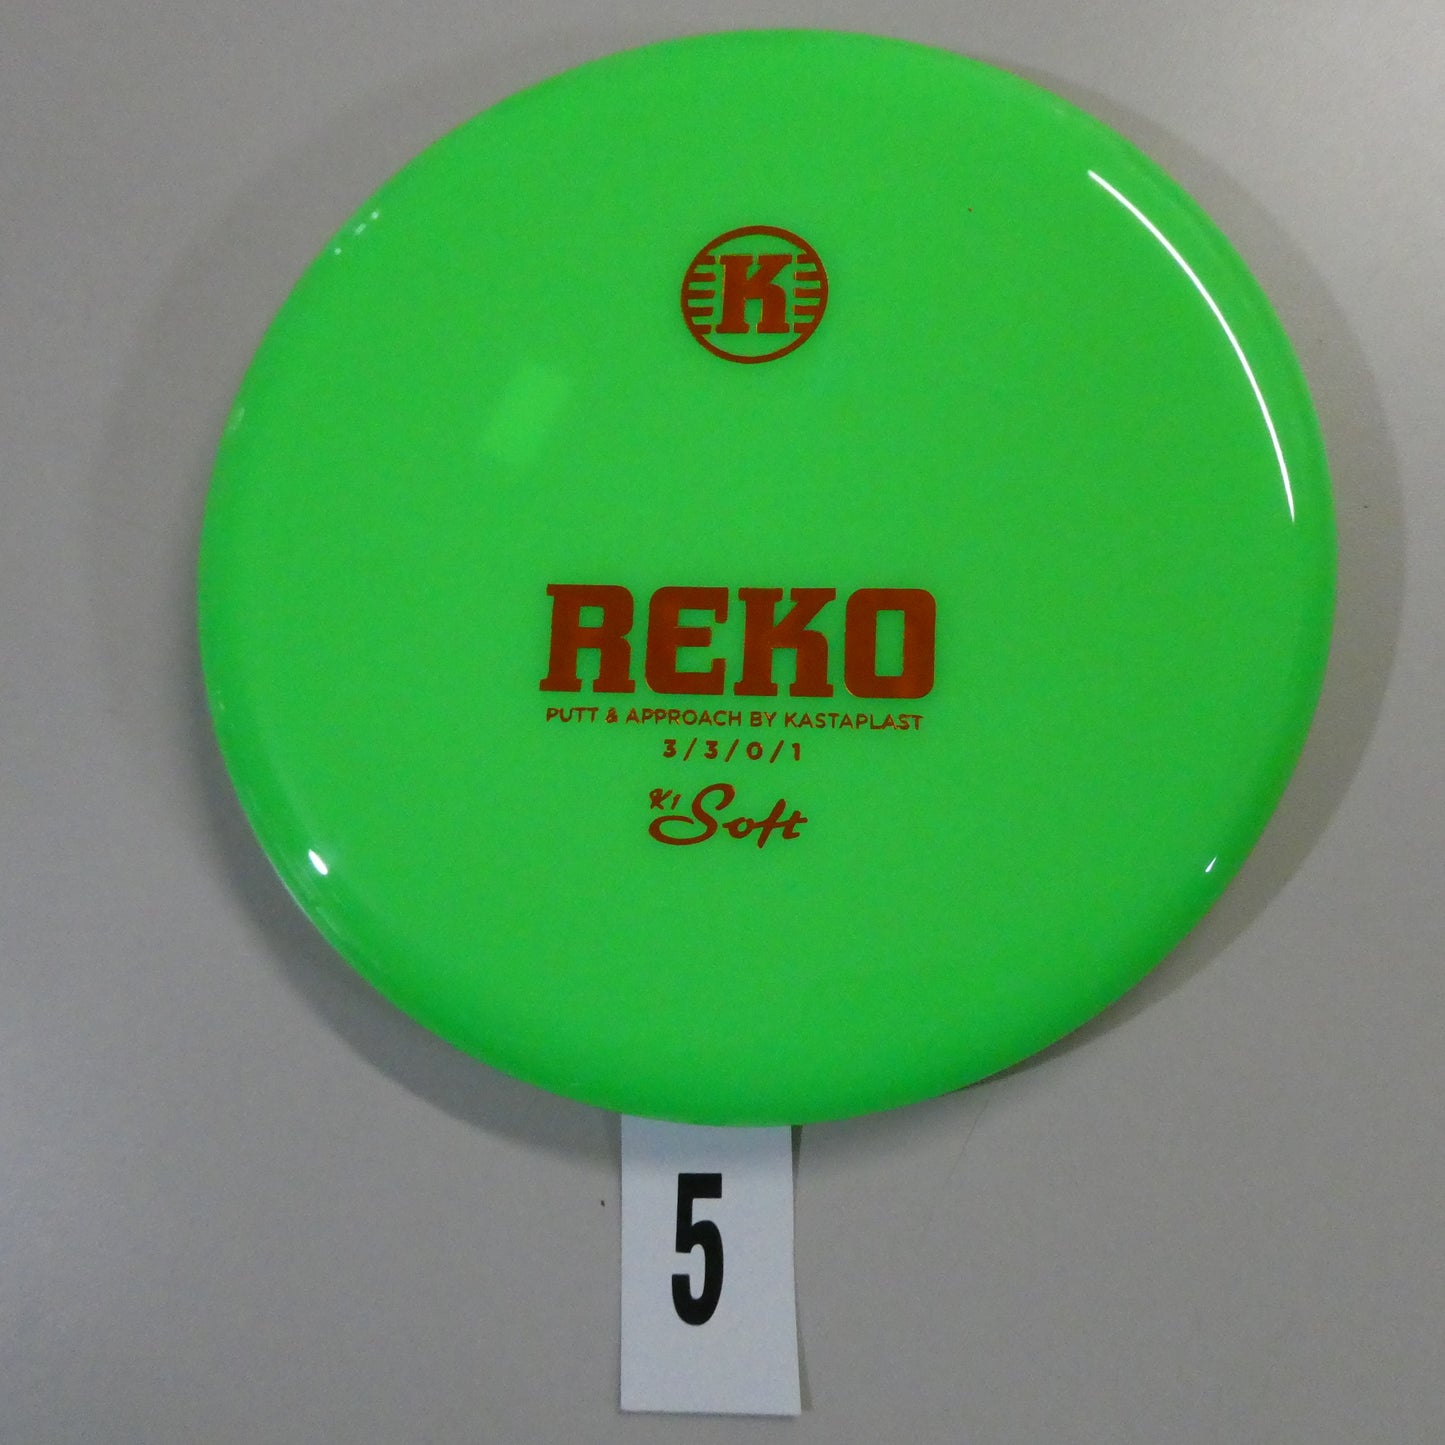 K
REKO
PUTT & APPROACH BY KASTAPLAST
3 / 3 / 0 / 1
K1 Soft
5